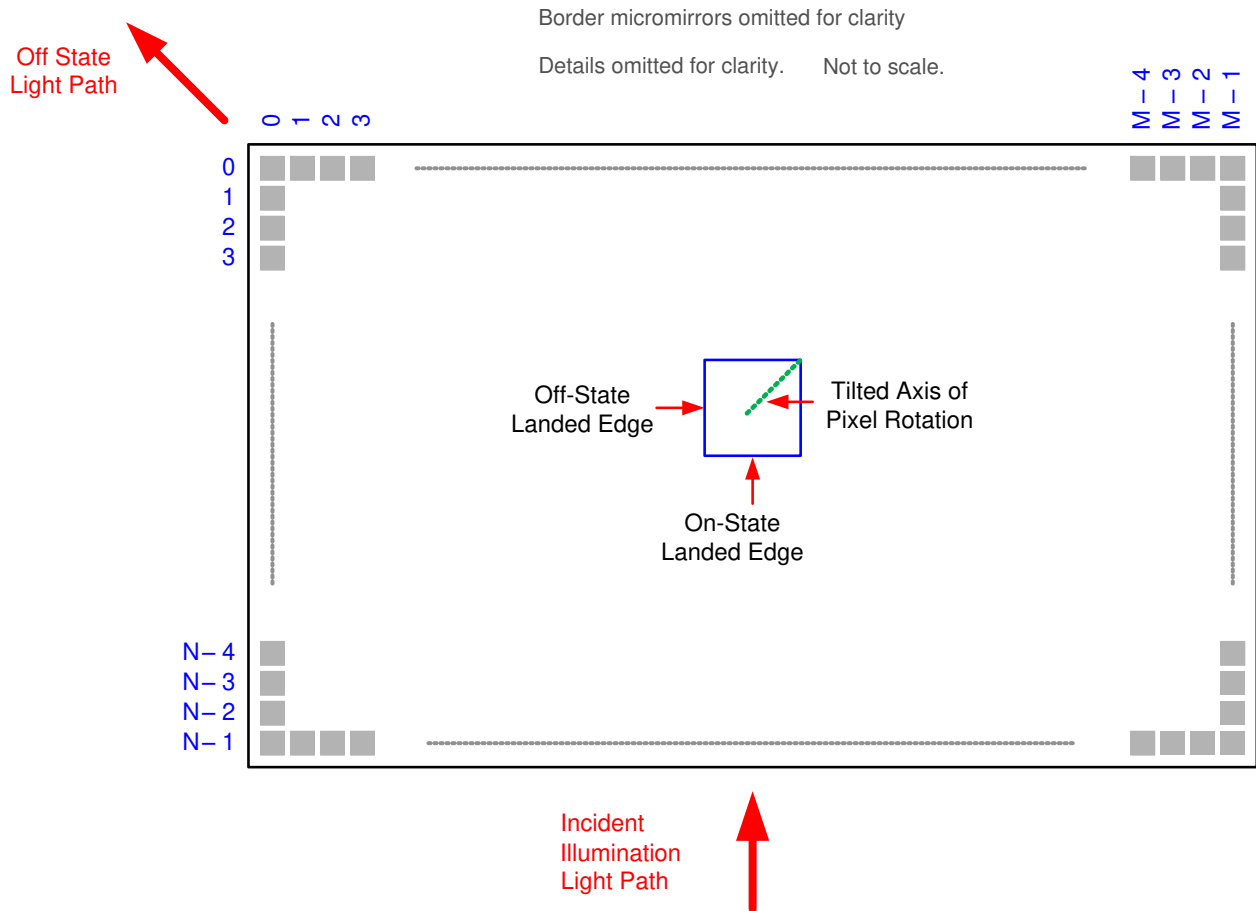 Border micromirrors omitted for clarity
Details omitted for clarity. Not to scale.
Off State
Light Path
0
1
2
3
M – 4
M – 3
M – 2
M – 1
0
1
2
3
Off-State
Landed Edge
Tilted Axis of
Pixel Rotation
On-State
Landed Edge
N – 4
N – 3
N – 2
N – 1
Incident
Illumination
Light Path